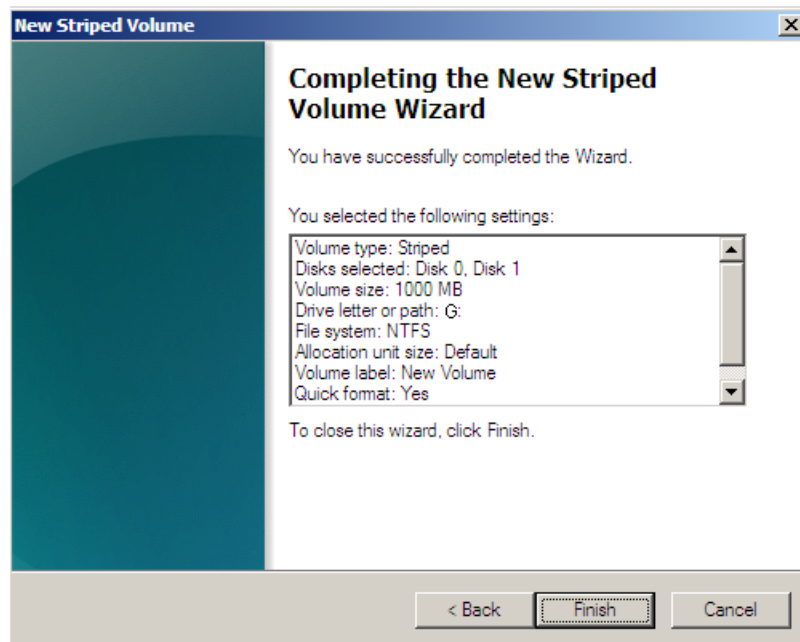 New Striped Volume
Completing the New Striped
Volume Wizard
You have successfully completed the Wizard.
You selected the following settings:
Volume type: Striped
Disks selected: Disk 0, Disk 1
Volume size: 1000 MB
Drive letter or path: G:
File system: NTFS
Allocation unit size: Default
Volume label: New Volume
Quick format: Yes
To close this wizard, click Finish.
< Back
Finish
Cancel